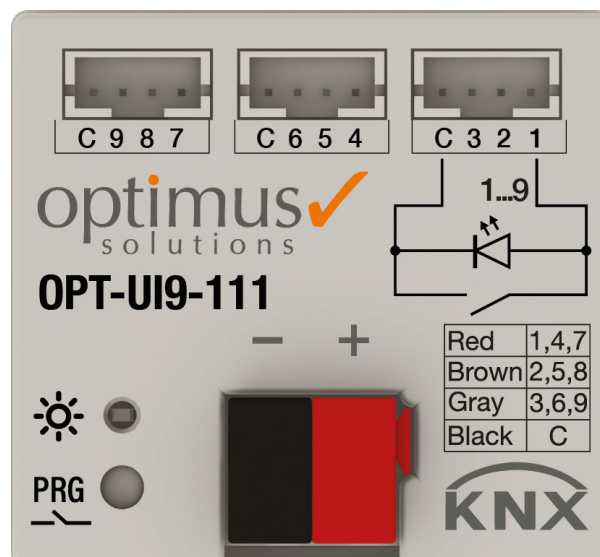 C 9 8 7
C 6 5 4
C 3 2 1
1...9
optimus
solutions
OPT-UI9-111
− +
Red 1,4,7
Brown 2,5,8
Gray 3,6,9
Black C
PRG
KNX